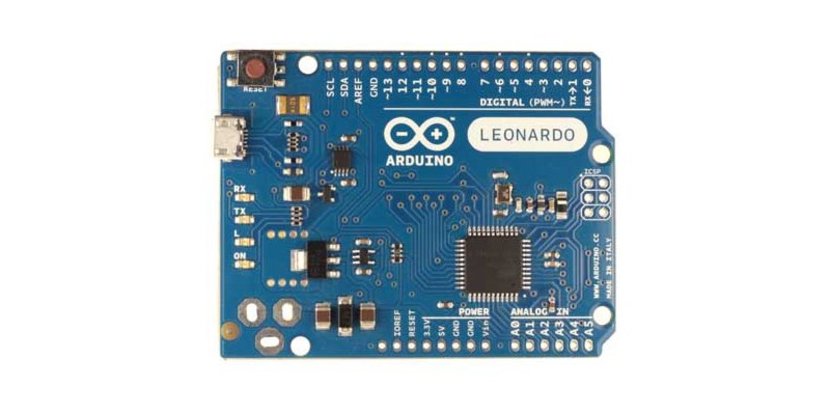 RESET
SCL
SDA
AREF
GND
~13
12
~11
~10
~9
8
7
~6
~5
4
~3
2
TX→1
RX←0
DIGITAL (PWM~)
LEONARDO
ARDUINO
ICSP
RX
TX
L
ON
WWW.ARDUINO.CC
MADE IN ITALY
POWER
ANALOG IN
IOREF
RESET
3.3V
5V
GND
GND
Vin
A0
A1
A2
A3
A4
A5